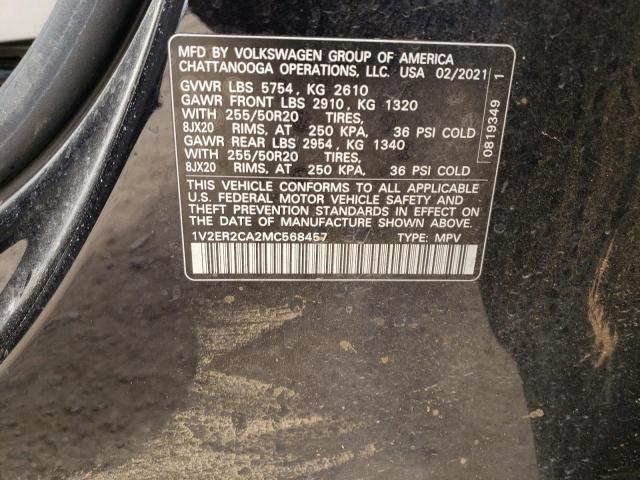 MFD BY VOLKSWAGEN GROUP OF AMERICA
CHATTANOOGA OPERATIONS, LLC. USA 02/2021
GVWR LBS 5754, KG 2610
GAWR FRONT LBS 2910, KG 1320
WITH 255/50R20 TIRES,
8JX20 RIMS, AT 250 KPA, 36 PSI COLD
GAWR REAR LBS 2954, KG 1340
WITH 255/50R20 TIRES,
8JX20 RIMS, AT 250 KPA, 36 PSI COLD
THIS VEHICLE CONFORMS TO ALL APPLICABLE
U.S. FEDERAL MOTOR VEHICLE SAFETY AND
THEFT PREVENTION STANDARDS IN EFFECT ON THE
DATE OF MANUFACTURE SHOWN ABOVE.
1V2ER2CA2MC568457 TYPE: MPV
0819349 1